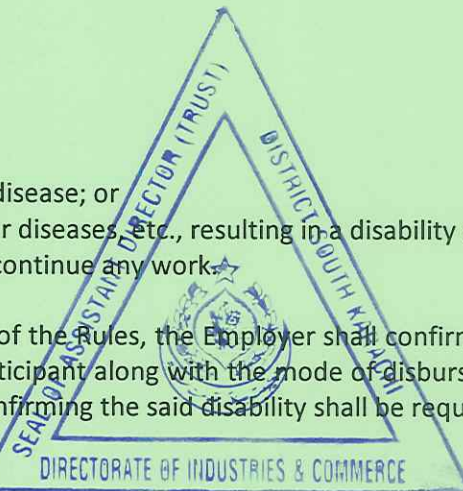 disease; or
r diseases, etc., resulting in a disability
continue any work.
of the Rules, the Employer shall confirm
ticipant along with the mode of disburs
nfirming the said disability shall be requ
SEAL OF ASSISTANT DIRECTOR (TRUST)
DISTRICT SOUTH KARACHI
DIRECTORATE OF INDUSTRIES & COMMERCE